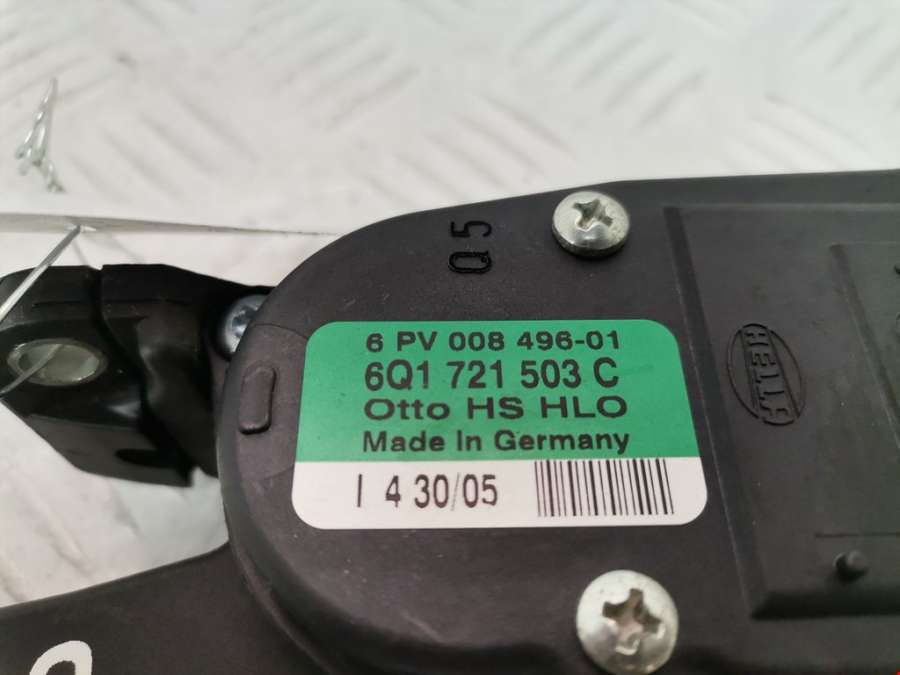 Q5
6 PV 008 496-01
6Q1 721 503 C
Otto HS HLO
Made In Germany
I 4 30/05
HELLA